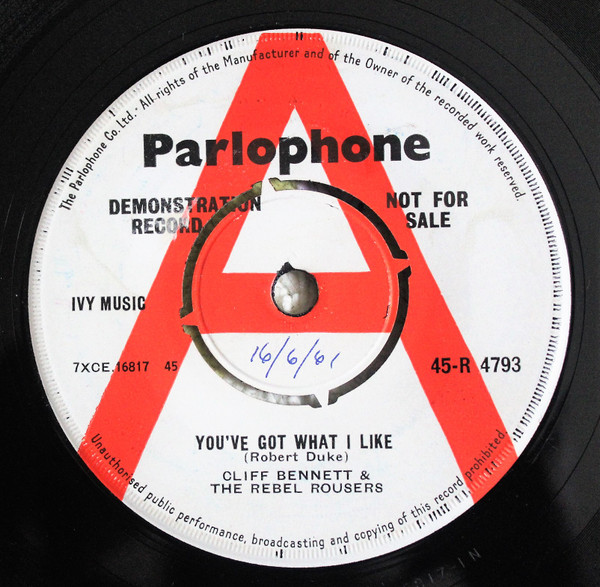 The Parlophone Co. Ltd.· All rights of the Manufacturer and of the Owner of the recorded work reserved.
Parlophone
DEMONSTRATION
RECORD
NOT FOR
SALE
IVY MUSIC
7XCE.16817 45
16/6/61
45-R 4793
YOU'VE GOT WHAT I LIKE
(Robert Duke)
CLIFF BENNETT &
THE REBEL ROUSERS
Unauthorised public performance, broadcasting and copying of this record prohibited